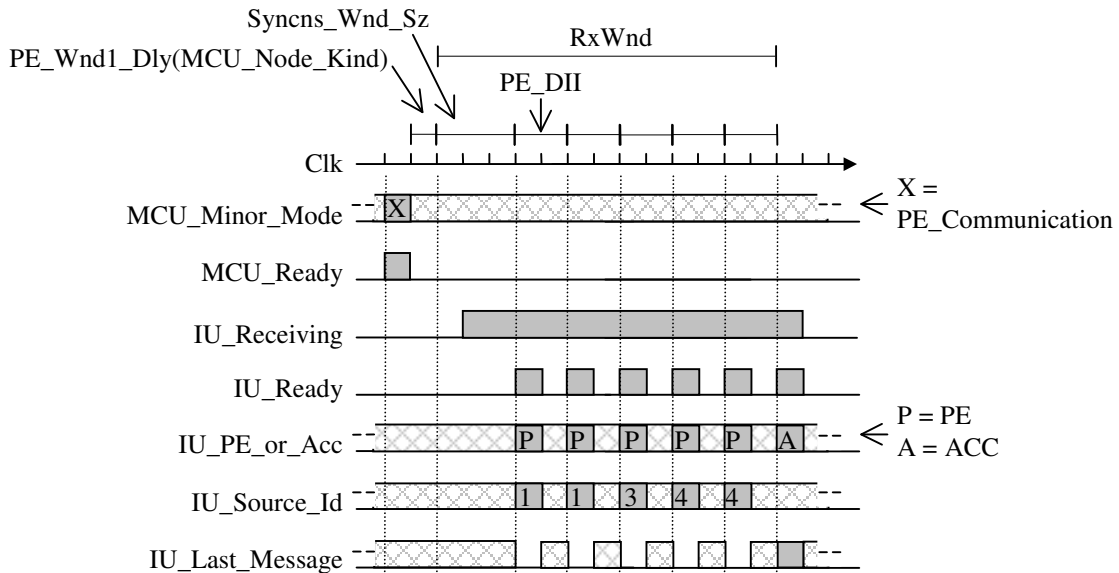 Syncns_Wnd_Sz
RxWnd
PE_Wnd1_Dly(MCU_Node_Kind)
PE_DII
Clk
MCU_Minor_Mode
X
X =
PE_Communication
MCU_Ready
IU_Receiving
IU_Ready
P = PE
IU_PE_or_Acc
P P P P P A
A = ACC
IU_Source_Id
1 1 3 4 4
IU_Last_Message